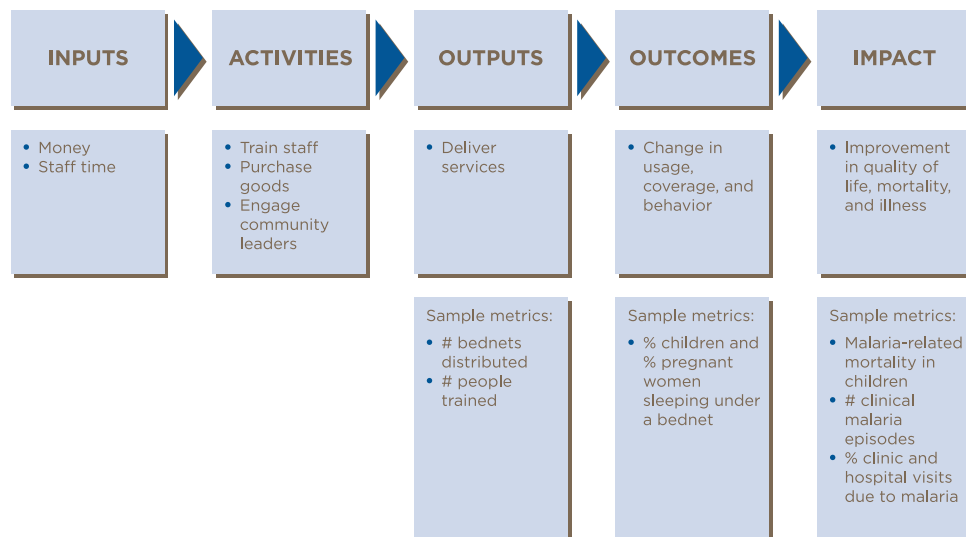 INPUTS
ACTIVITIES
OUTPUTS
OUTCOMES
IMPACT
• Money
• Staff time
• Train staff
• Purchase
goods
• Engage
community
leaders
• Deliver
services
• Change in
usage,
coverage, and
behavior
• Improvement
in quality of
life, mortality,
and illness
Sample metrics:
• # bednets
distributed
• # people
trained
Sample metrics:
• % children and
% pregnant
women
sleeping under
a bednet
Sample metrics:
• Malaria-related
mortality in
children
• # clinical
malaria
episodes
• % clinic and
hospital visits
due to malaria